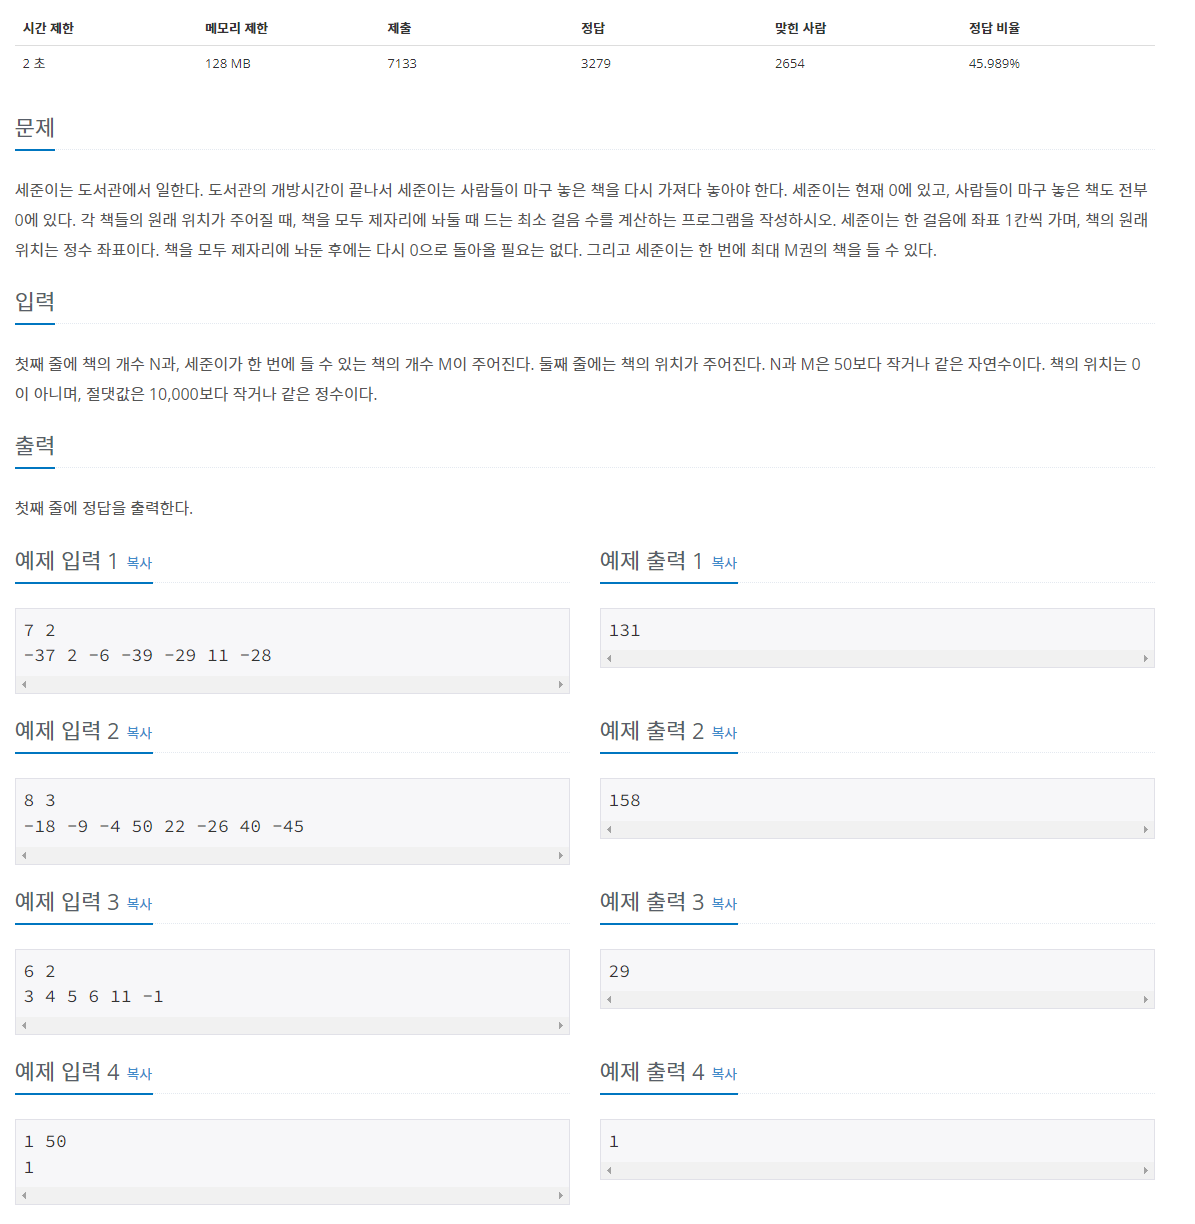 시간 제한 메모리 제한 제출 정답 맞힌 사람 정답 비율
2 초 128 MB 7133 3279 2654 45.989%
문제
세준이는 도서관에서 일한다. 도서관의 개방시간이 끝나서 세준이는 사람들이 마구 놓은 책을 다시 가져다 놓아야 한다. 세준이는 현재 0에 있고, 사람들이 마구 놓은 책도 전부
0에 있다. 각 책들의 원래 위치가 주어질 때, 책을 모두 제자리에 놔둘 때 드는 최소 걸음 수를 계산하는 프로그램을 작성하시오. 세준이는 한 걸음에 좌표 1칸씩 가며, 책의 원래
위치는 정수 좌표이다. 책을 모두 제자리에 놔둔 후에는 다시 0으로 돌아올 필요는 없다. 그리고 세준이는 한 번에 최대 M권의 책을 들 수 있다.
입력
첫째 줄에 책의 개수 N과, 세준이가 한 번에 들 수 있는 책의 개수 M이 주어진다. 둘째 줄에는 책의 위치가 주어진다. N과 M은 50보다 작거나 같은 자연수이다. 책의 위치는 0
이 아니며, 절댓값은 10,000보다 작거나 같은 정수이다.
출력
첫째 줄에 정답을 출력한다.
예제 입력 1 복사 예제 출력 1 복사
7 2 131
-37 2 -6 -39 -29 11 -28
예제 입력 2 복사 예제 출력 2 복사
8 3 158
-18 -9 -4 50 22 -26 40 -45
예제 입력 3 복사 예제 출력 3 복사
6 2 29
3 4 5 6 11 -1
예제 입력 4 복사 예제 출력 4 복사
1 50 1
1